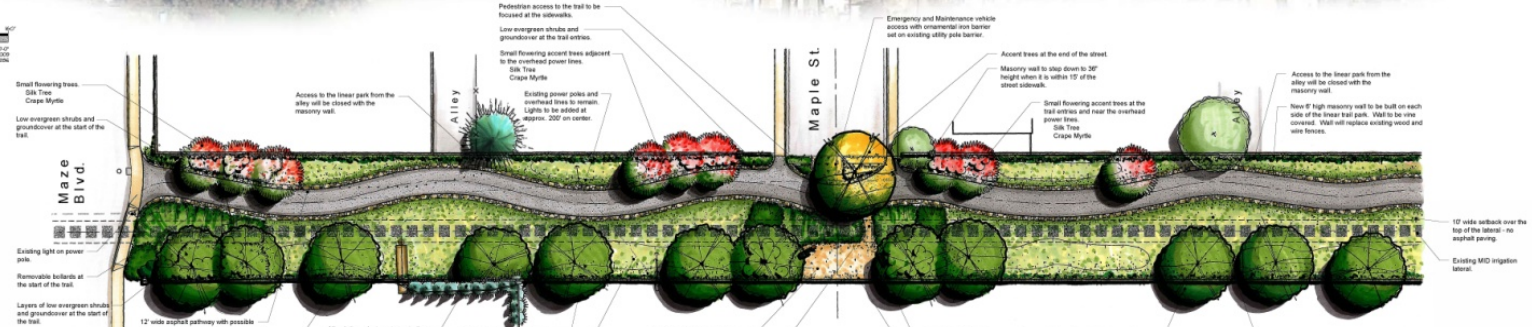 Pedestrian access to the trail to be
focused at the sidewalks.
Low evergreen shrubs and
groundcover at the trail entries.
Small flowering accent trees adjacent
to the overhead power lines.
Silk Tree
Crape Myrtle
Existing power poles and
overhead lines to remain.
Lights to be added at
approx. 200' on center.
Emergency and Maintenance vehicle
access with ornamental iron barrier
set on existing utility pole barrier.
Accent trees at the end of the street.
Masonry wall to step down to 36"
height when it is within 15' of the
street sidewalk.
Small flowering accent trees at the
trail entries and near the overhead
power lines.
Silk Tree
Crape Myrtle
Access to the linear park from the
alley will be closed with the
masonry wall.
New 6' high masonry wall to be built on each
side of the linear trail park. Wall to be vine
covered. Wall will replace existing wood and
wire fences.
Small flowering trees.
Silk Tree
Crape Myrtle
Low evergreen shrubs and
groundcover at the start of the
trail.
Access to the linear park from the
alley will be closed with the
masonry wall.
Alley
Maple St.
Alley
Maze
Blvd.
Existing light on power
pole.
Removable bollards at
the start of the trail.
Layers of low evergreen shrubs
and groundcover at the start of
the trail.
12' wide asphalt pathway with possible
10' wide setback over the
top of the lateral - no
asphalt paving.
Existing MID irrigation
lateral.